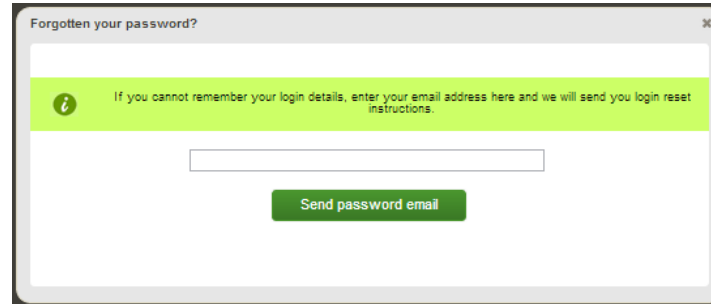 Forgotten your password?
If you cannot remember your login details, enter your email address here and we will send you login reset
instructions.
Send password email